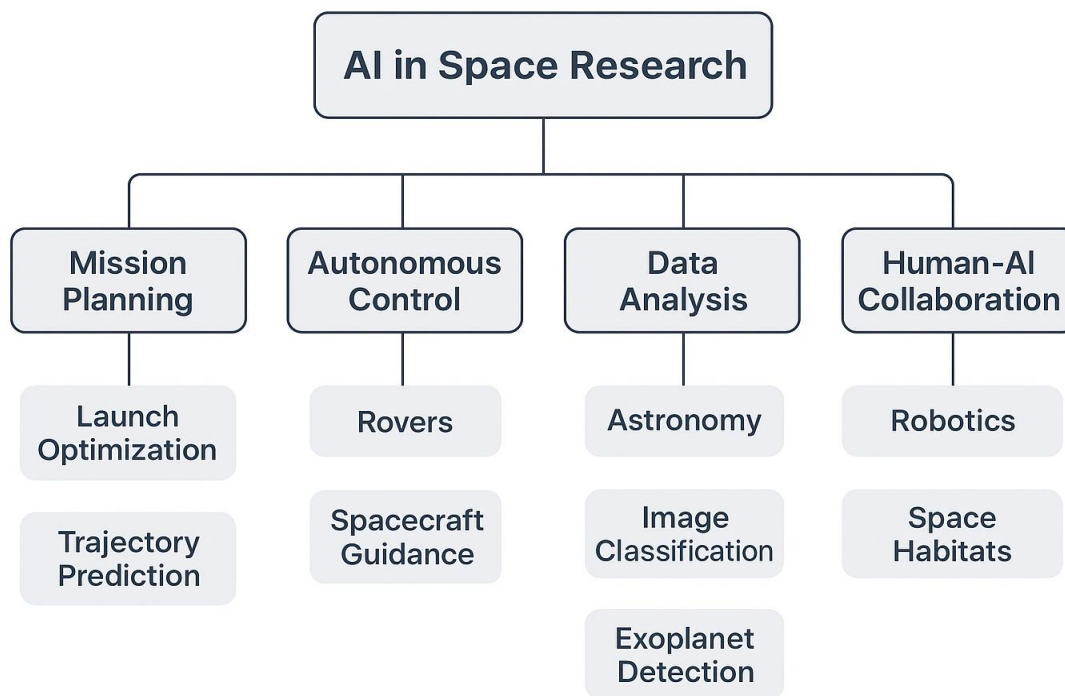 AI in Space Research
Mission
Planning
Autonomous
Control
Data
Analysis
Human-AI
Collaboration
Launch
Optimization
Trajectory
Prediction
Rovers
Spacecraft
Guidance
Astronomy
Image
Classification
Exoplanet
Detection
Robotics
Space
Habitats